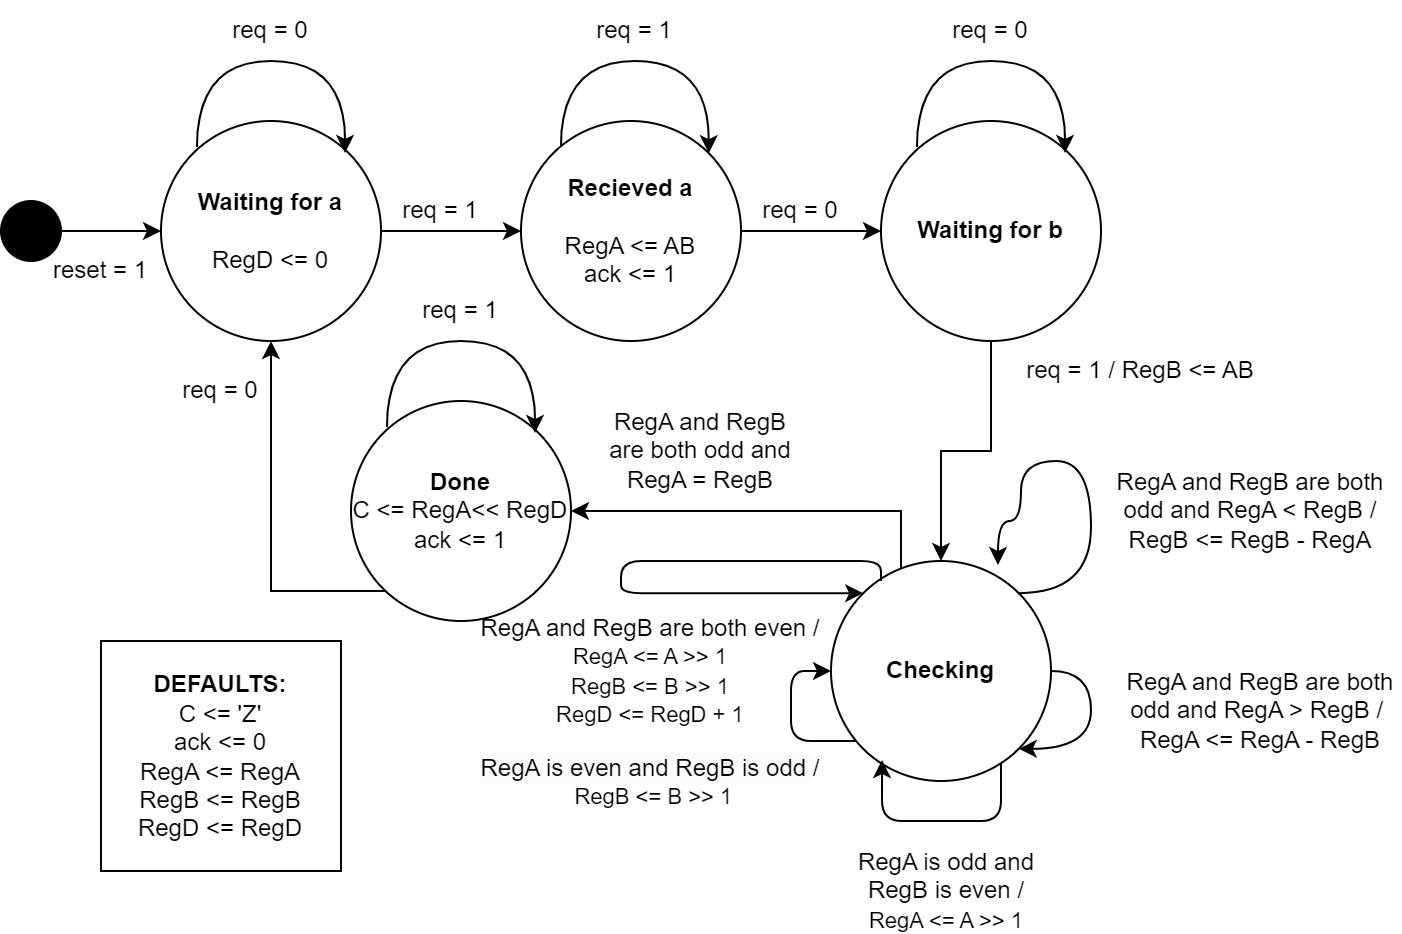 req = 0
req = 1
req = 0
Waiting for a
RegD <= 0
req = 1
Recieved a
RegA <= AB
ack <= 1
req = 0
Waiting for b
reset = 1
req = 1
req = 0
req = 1 / RegB <= AB
RegA and RegB
are both odd and
RegA = RegB
Done
C <= RegA<< RegD
ack <= 1
RegA and RegB are both
odd and RegA < RegB /
RegB <= RegB - RegA
RegA and RegB are both even /
RegA <= A >> 1
RegB <= B >> 1
RegD <= RegD + 1
Checking
RegA and RegB are both
odd and RegA > RegB /
RegA <= RegA - RegB
DEFAULTS:
C <= 'Z'
ack <= 0
RegA <= RegA
RegB <= RegB
RegD <= RegD
RegA is even and RegB is odd /
RegB <= B >> 1
RegA is odd and
RegB is even /
RegA <= A >> 1